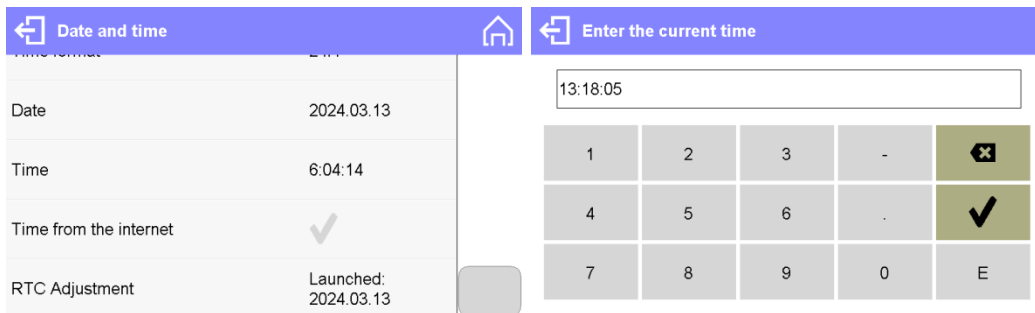 Date and time
Date 2024.03.13
Time 6:04:14
Time from the internet
RTC Adjustment Launched:
2024.03.13
Enter the current time
13:18:05
1 2 3 -
4 5 6 .
7 8 9 0 E